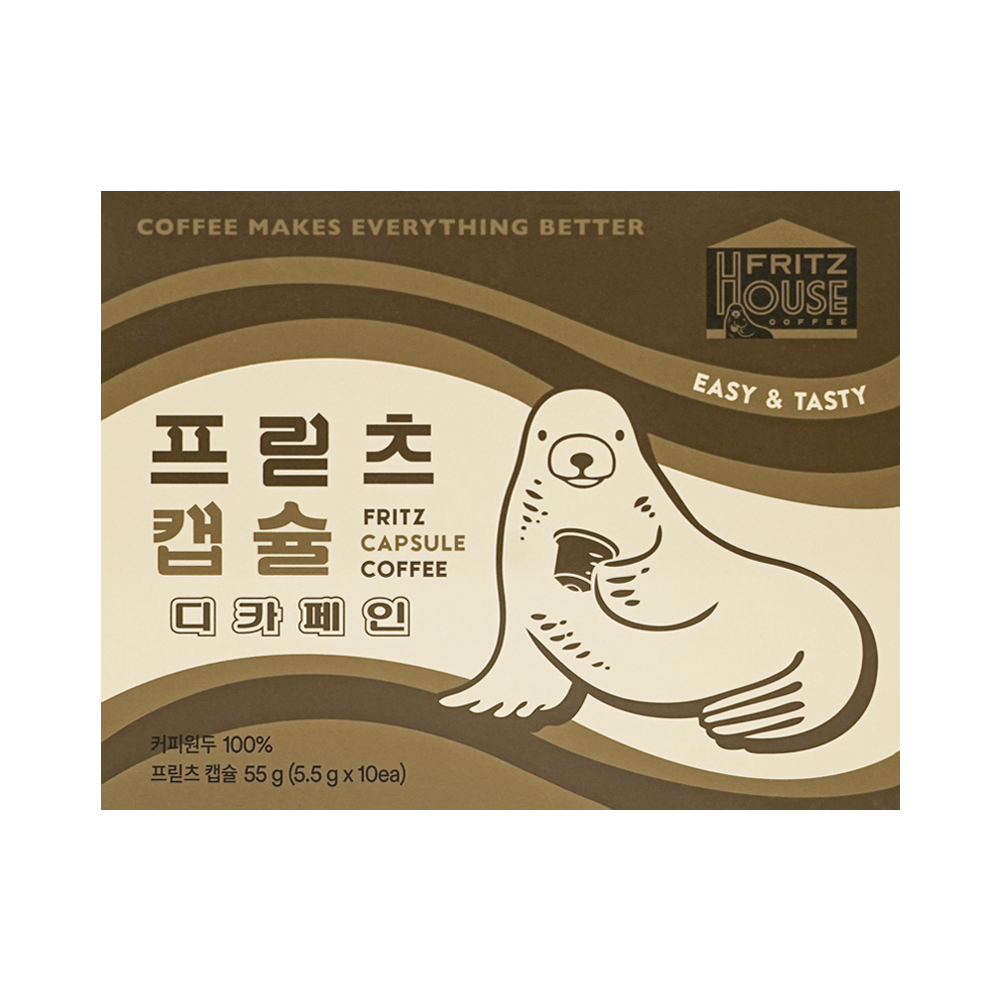 COFFEE MAKES EVERYTHING BETTER
FRITZ
HOUSE
COFFEE
EASY & TASTY
프릳츠
캡슐
FRITZ
CAPSULE
COFFEE
디카페인
커피원두 100%
프릳츠 캡슐 55 g (5.5 g x 10ea)